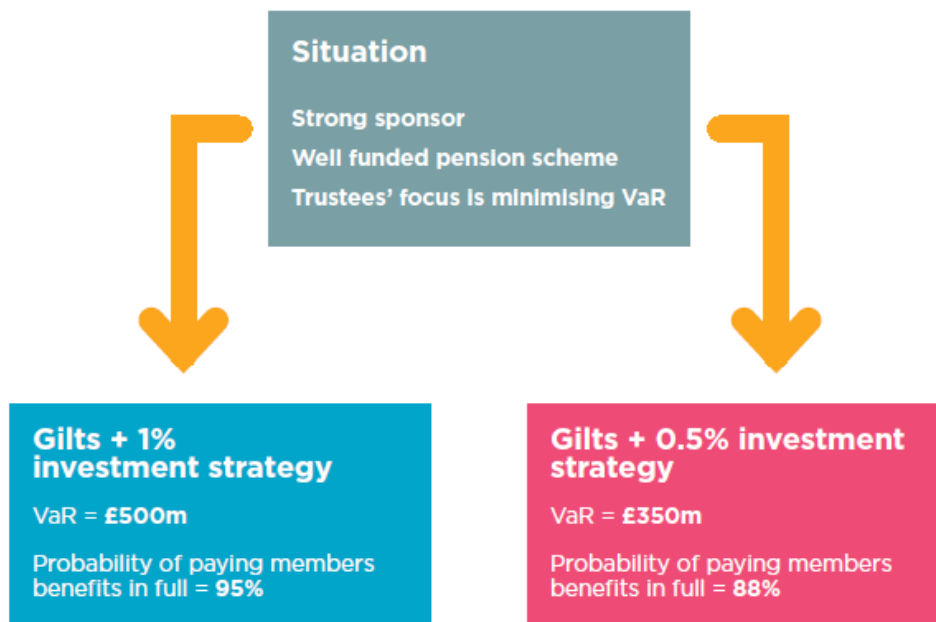 Situation
Strong sponsor
Well funded pension scheme
Trustees' focus is minimising VaR
Gilts + 1%
investment strategy
VaR = £500m
Probability of paying members
benefits in full = 95%
Gilts + 0.5% investment
strategy
VaR = £350m
Probability of paying members
benefits in full = 88%